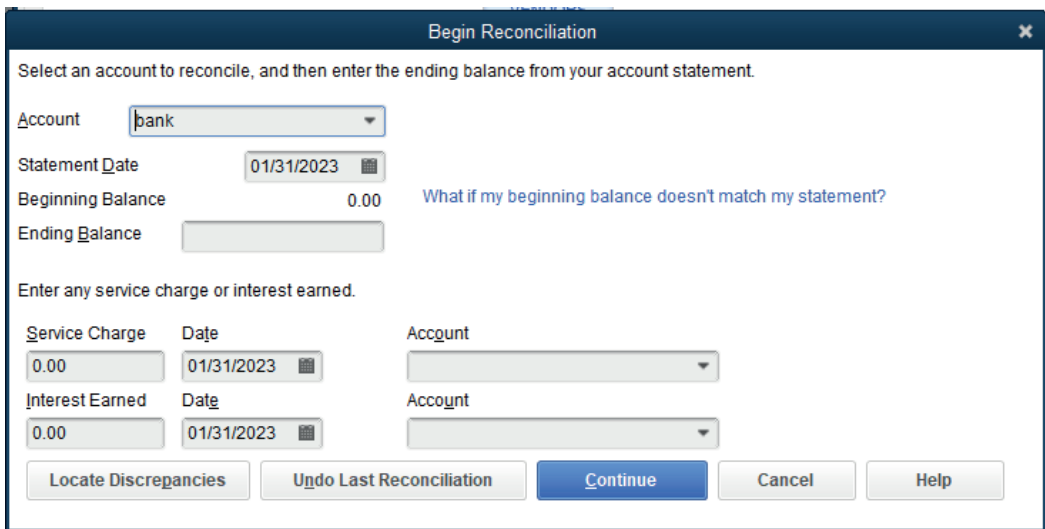 Begin Reconciliation
Select an account to reconcile, and then enter the ending balance from your account statement.
Account bank
Statement Date 01/31/2023
Beginning Balance 0.00 What if my beginning balance doesn't match my statement?
Ending Balance
Enter any service charge or interest earned.
Service Charge Date Account
0.00 01/31/2023
Interest Earned Date Account
0.00 01/31/2023
Locate Discrepancies Undo Last Reconciliation Continue Cancel Help